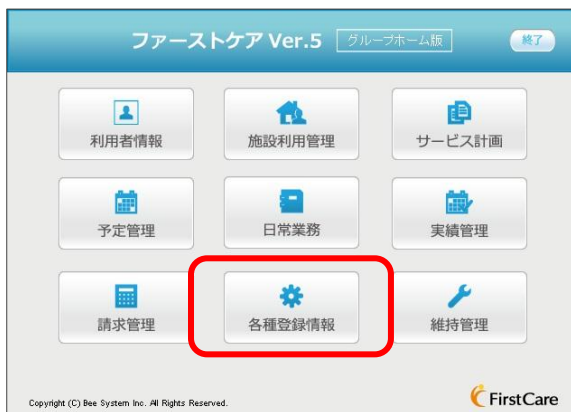 ファーストケア Ver.5 グループホーム版 終了
利用者情報 施設利用管理 サービス計画
予定管理 日常業務 実績管理
請求管理 各種登録情報 維持管理
Copyright (C) Bee System Inc. All Rights Reserved. FirstCare